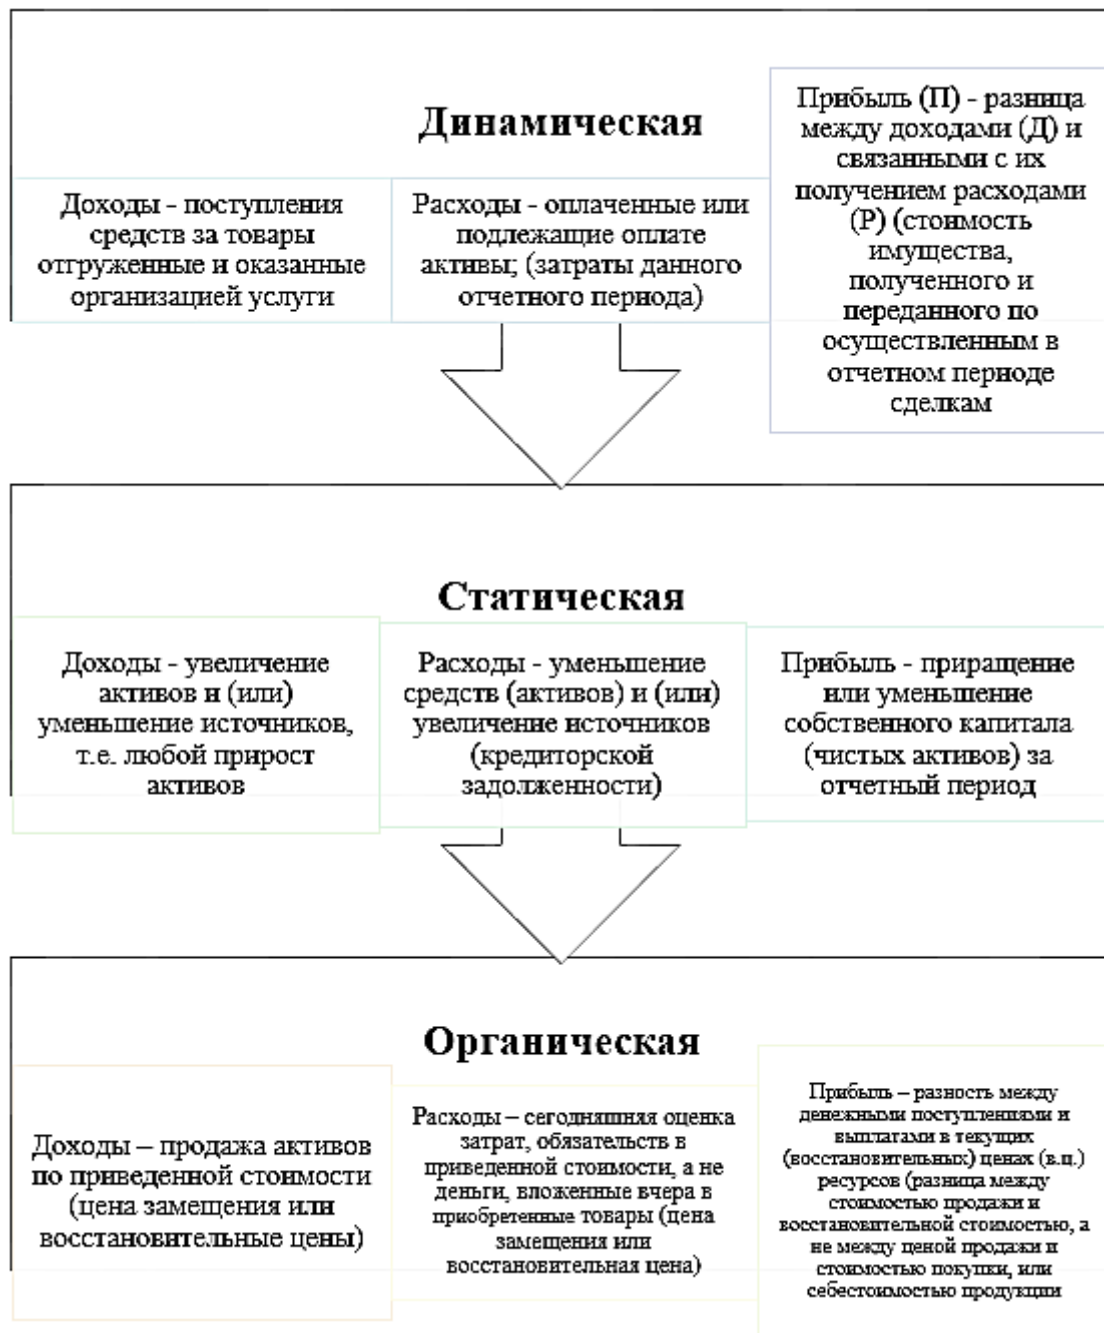 Динамическая
Доходы - поступления
средств за товары
отгруженные и оказанные
организацией услуги
Расходы - оплаченные или
подлежащие оплате
активы; (затраты данного
отчетного периода)
Прибыль (П) - разница
между доходами (Д) и
связанными с их
получением расходами
(Р) (стоимость
имущества,
полученного и
переданного по
осуществленным в
отчетном периоде
сделкам
Статическая
Доходы - увеличение
активов и (или)
уменьшение источников,
т.е. любой прирост
активов
Расходы - уменьшение
средств (активов) и (или)
увеличение источников
(кредиторской
задолженности)
Прибыль - приращение
или уменьшение
собственного капитала
(чистых активов) за
отчетный период
Органическая
Доходы – продажа активов
по приведенной стоимости
(цена замещения или
восстановительные цены)
Расходы – сегодняшняя оценка
затрат, обязательств в
приведенной стоимости, а не
деньги, вложенные вчера в
приобретенные товары (цена
замещения или
восстановительная цена)
Прибыль – разность между
денежными поступлениями и
выплатами в текущих
(восстановительных) ценах (в.ц.)
ресурсов (разница между
стоимостью продажи и
восстановительной стоимостью, а
не между ценой продажи и
стоимостью покупки, или
себестоимостью продукции